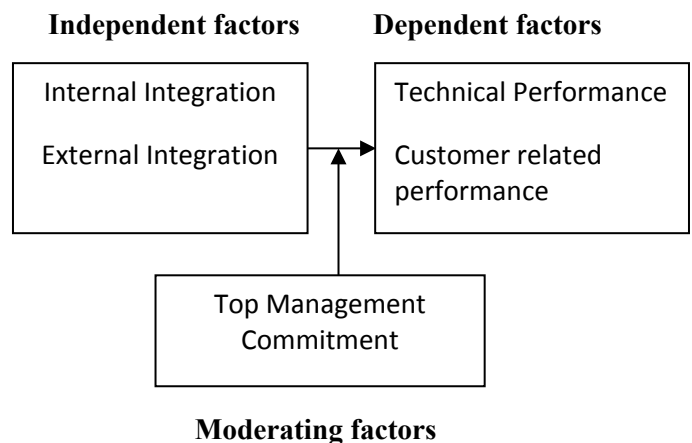 Independent factors
Dependent factors
Internal Integration
External Integration
Technical Performance
Customer related
performance
Top Management
Commitment
Moderating factors